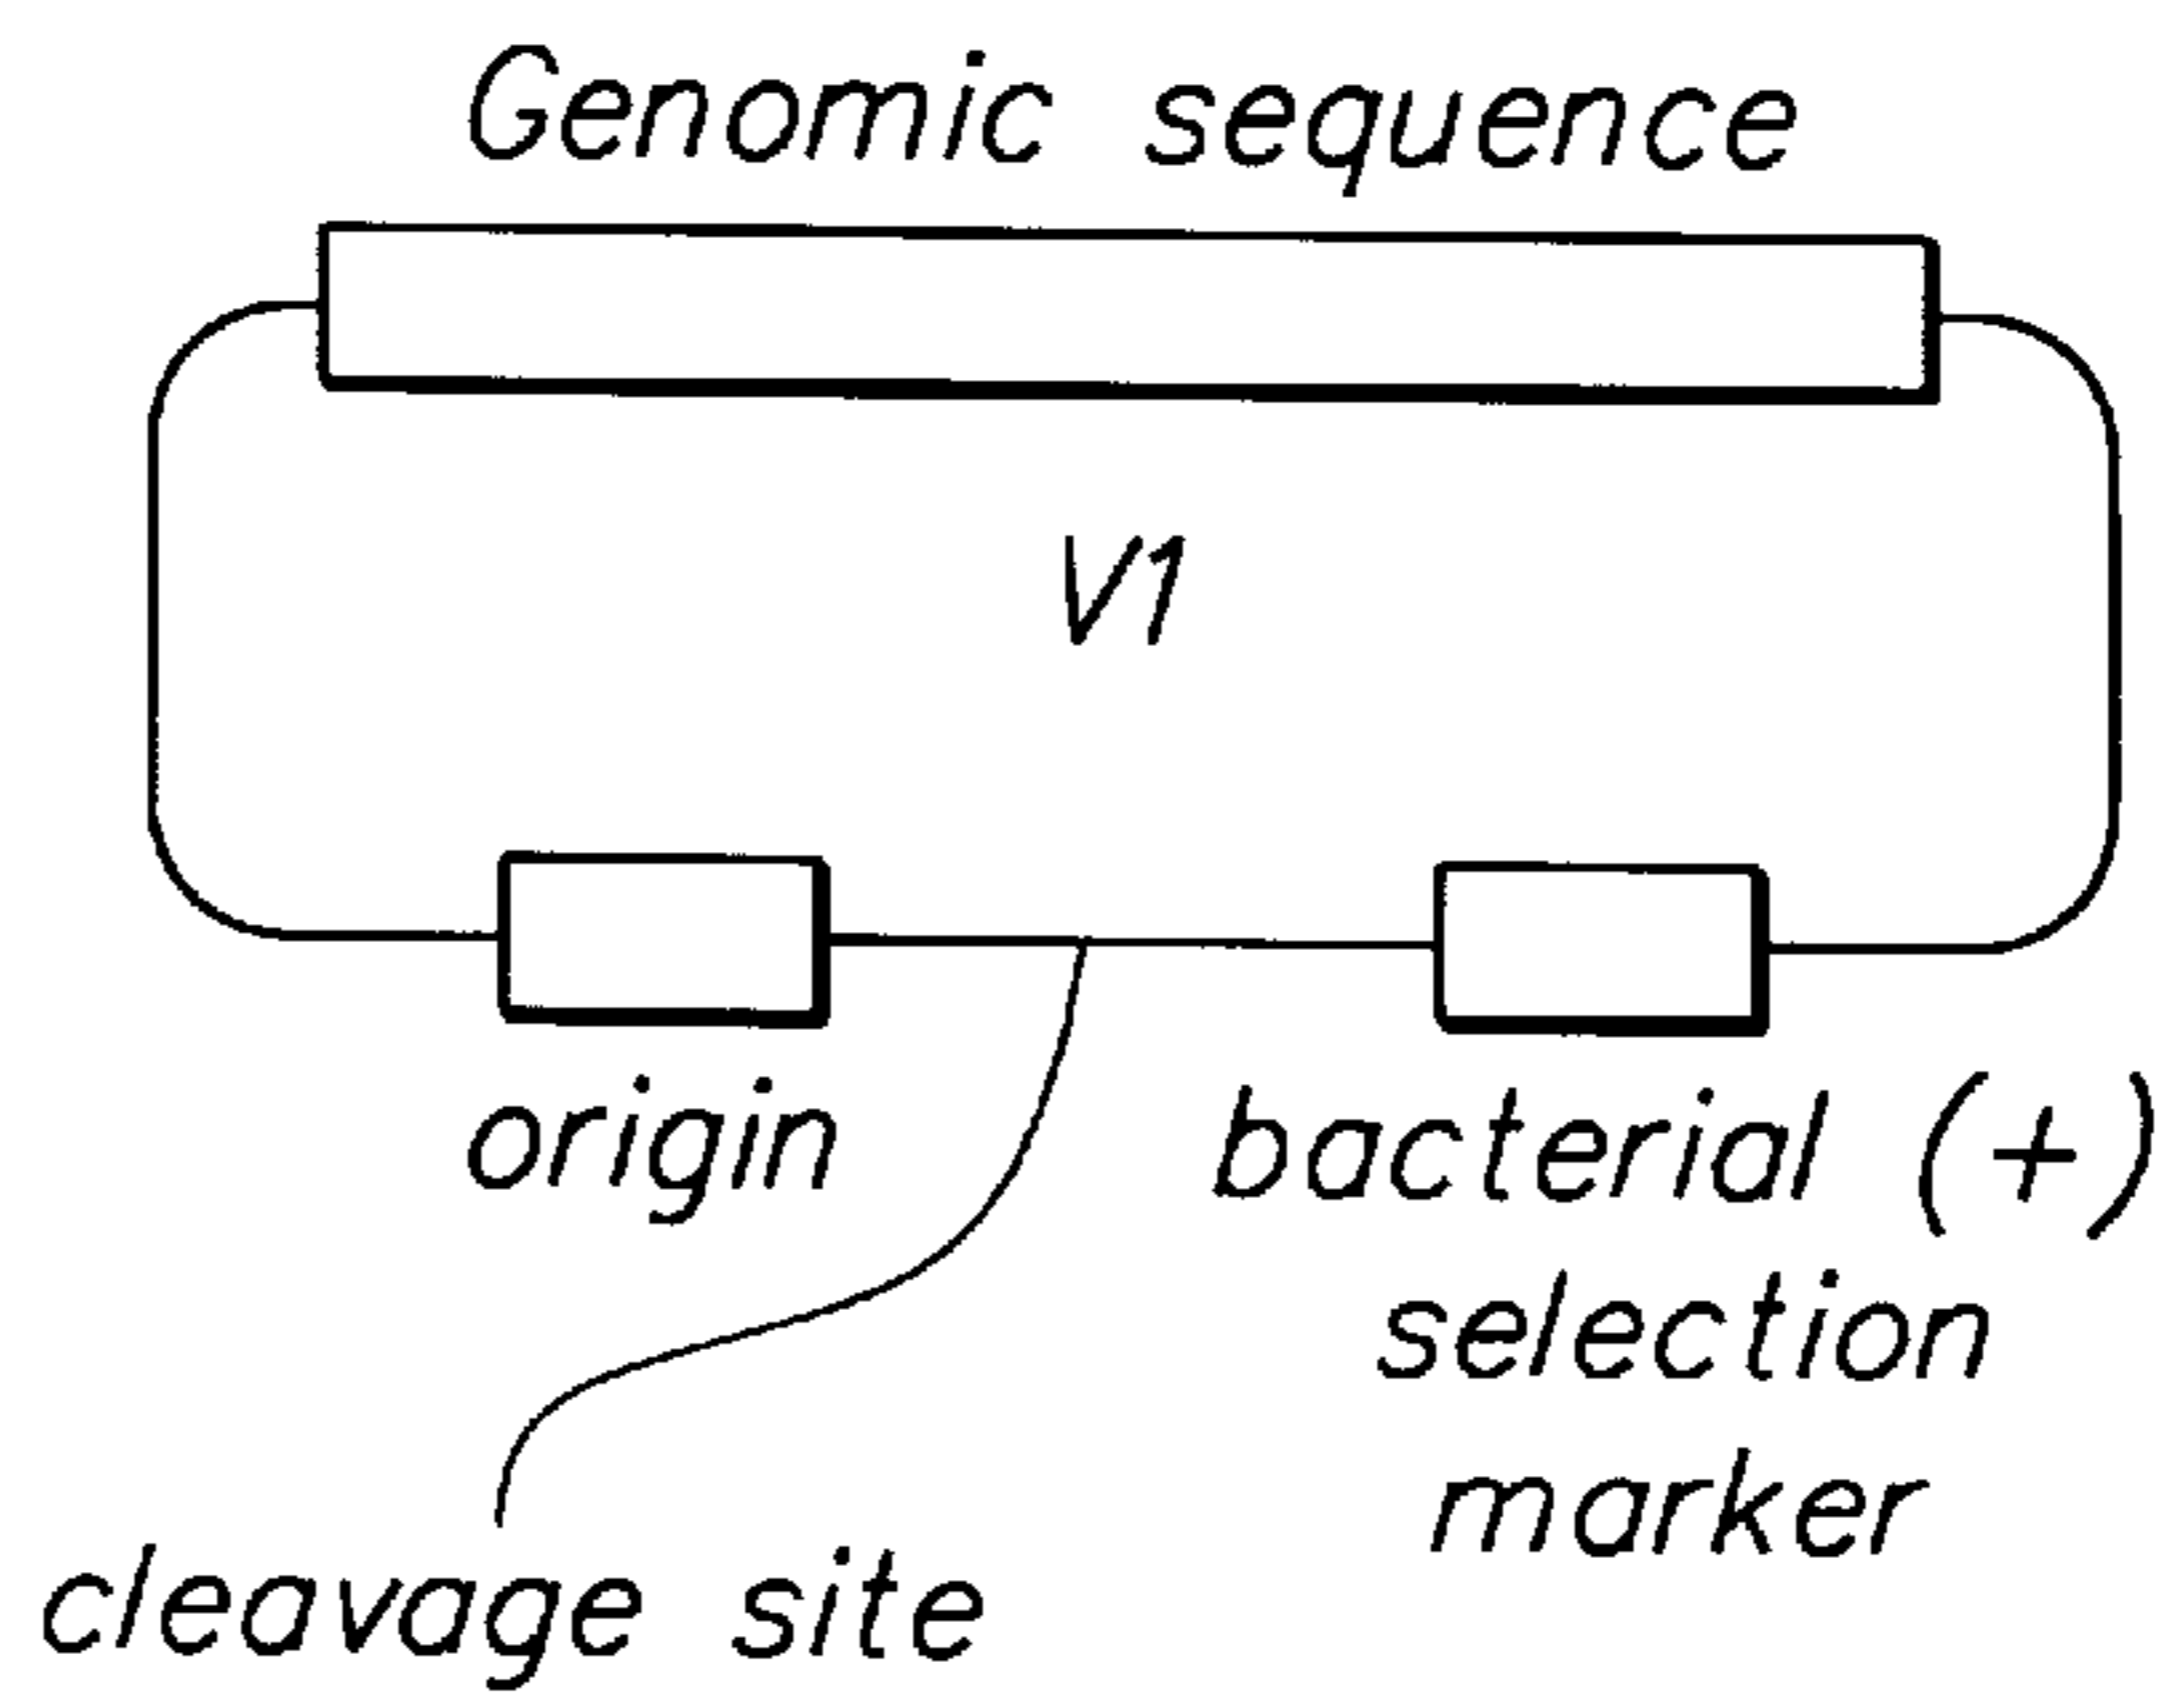 Genomic sequence
V1
origin
bacterial (+)
selection
marker
cleavage site